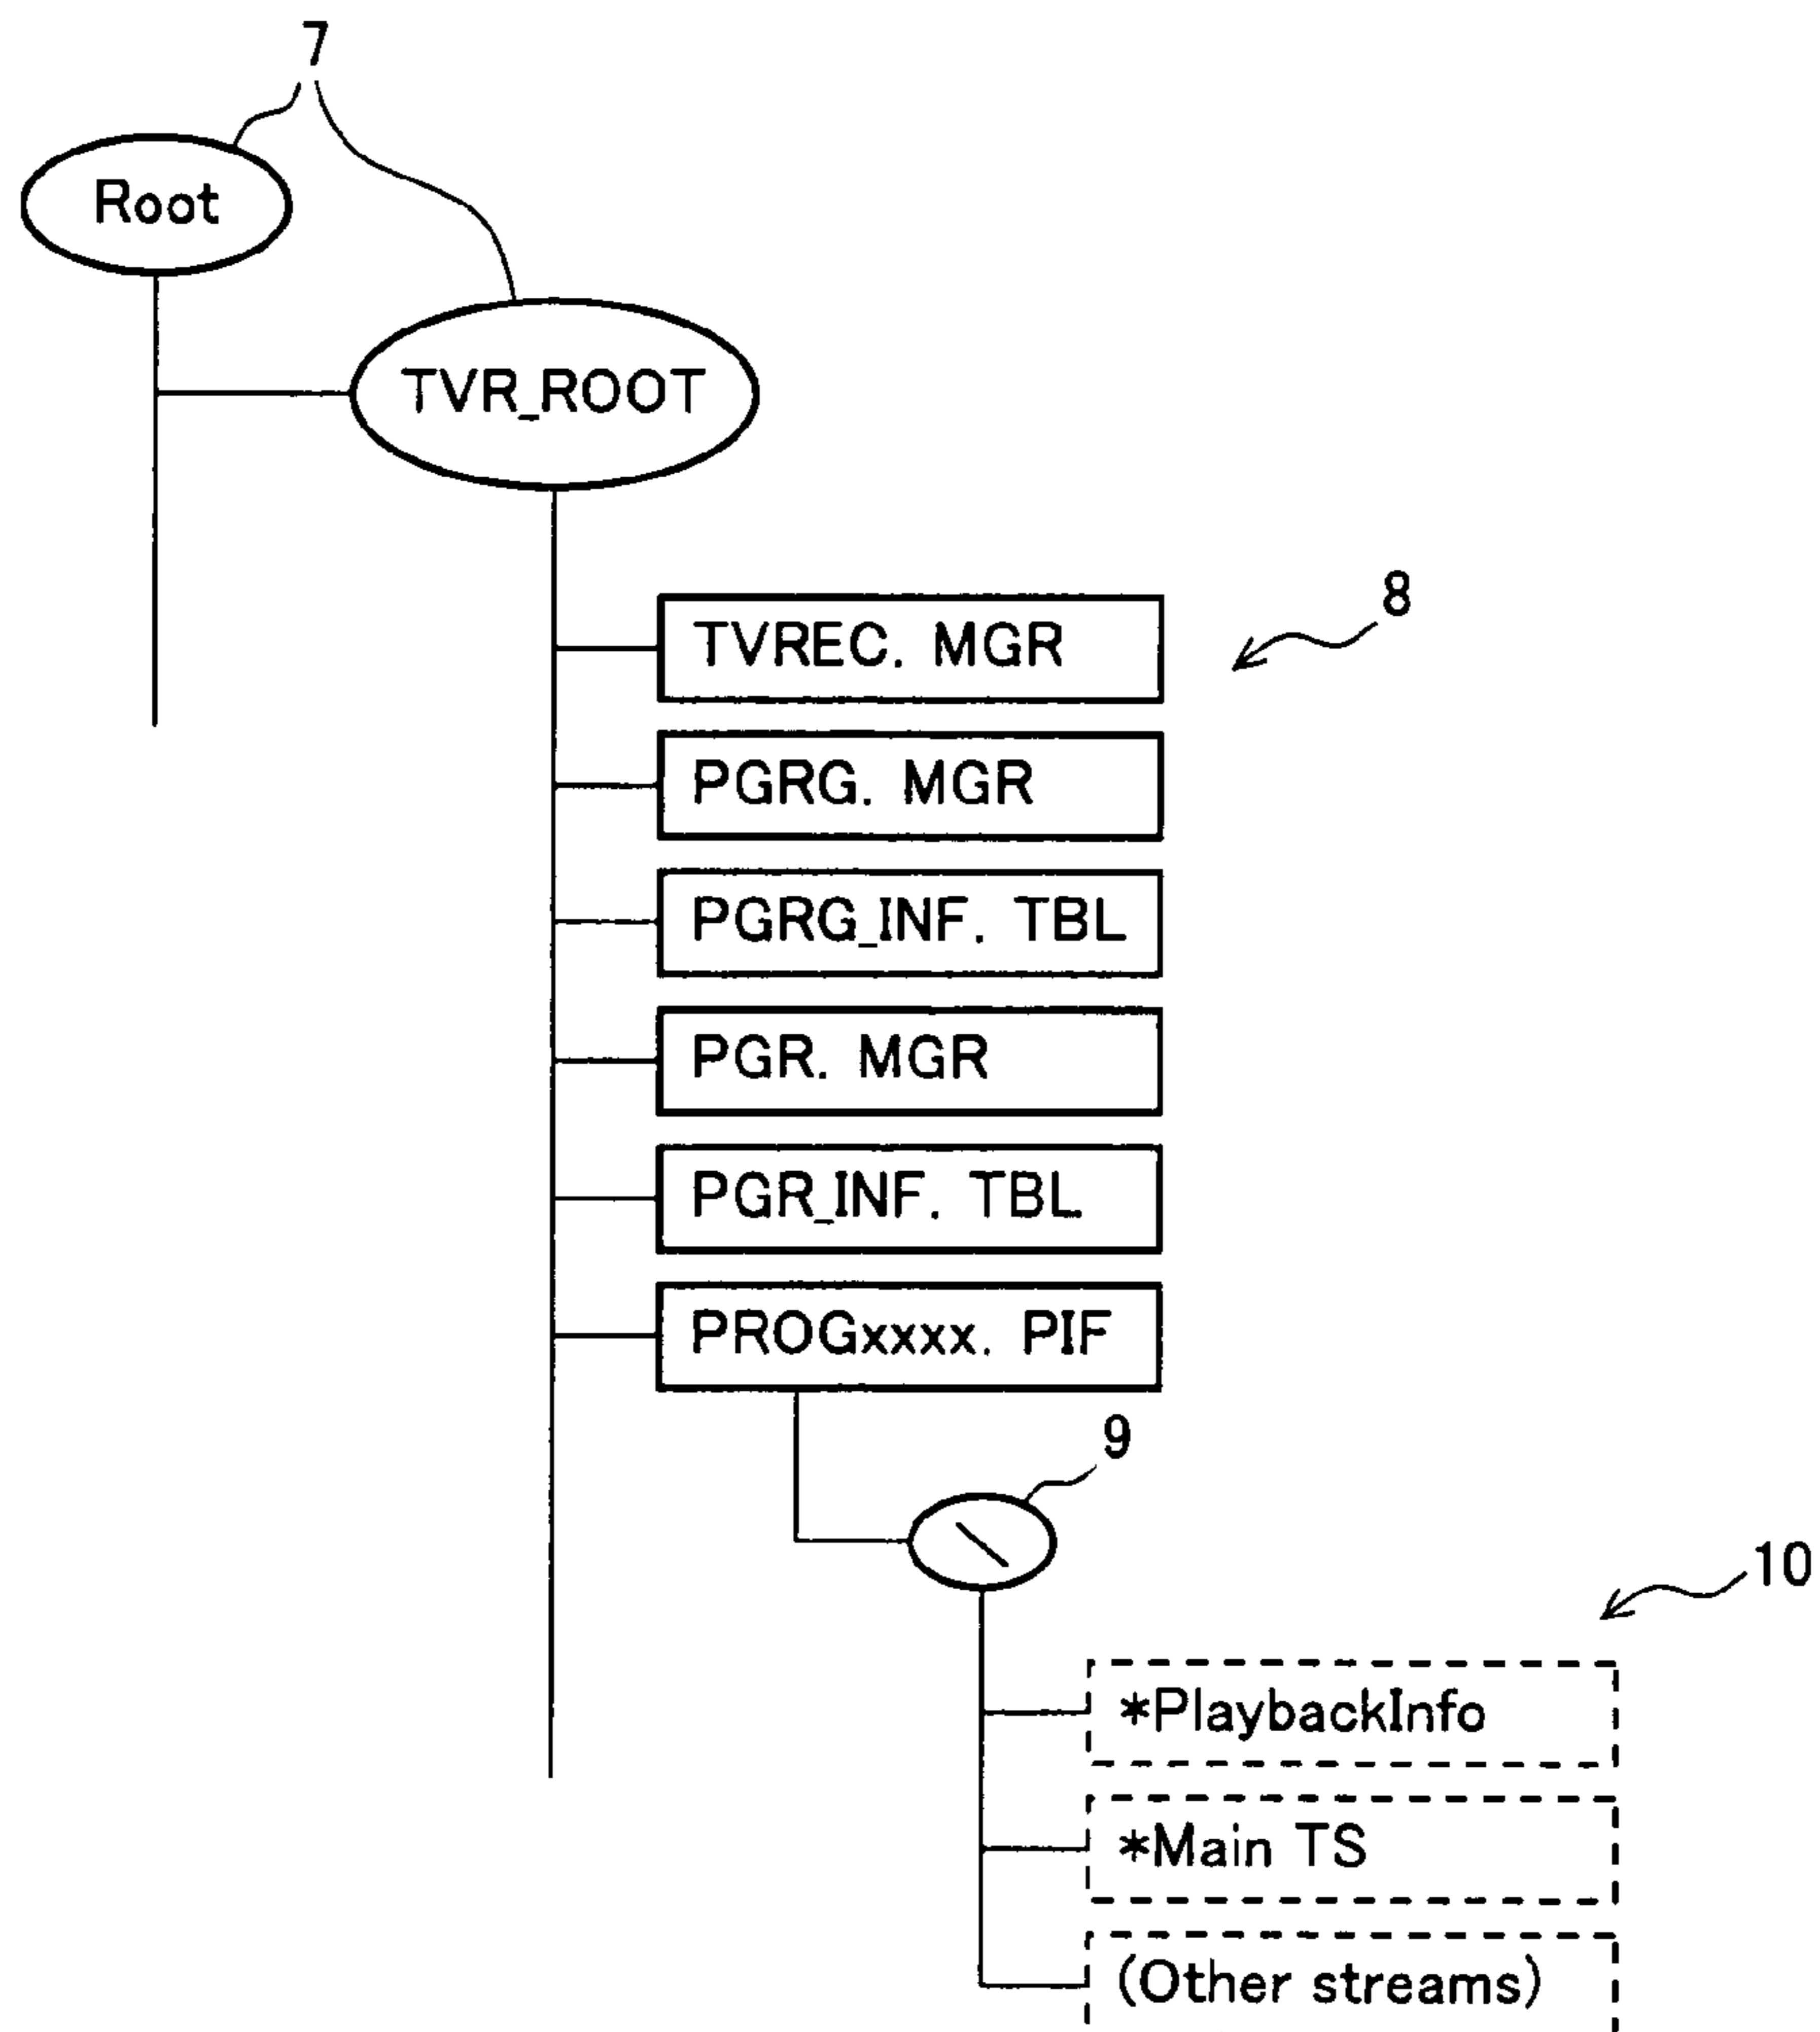 7
Root
TVR_ROOT
8
TVREC. MGR
PGRG. MGR
PGRG_INF. TBL
PGR. MGR
PGR_INF. TBL
PROGxxxx. PIF
9
\
10
*PlaybackInfo
*Main TS
(Other streams)